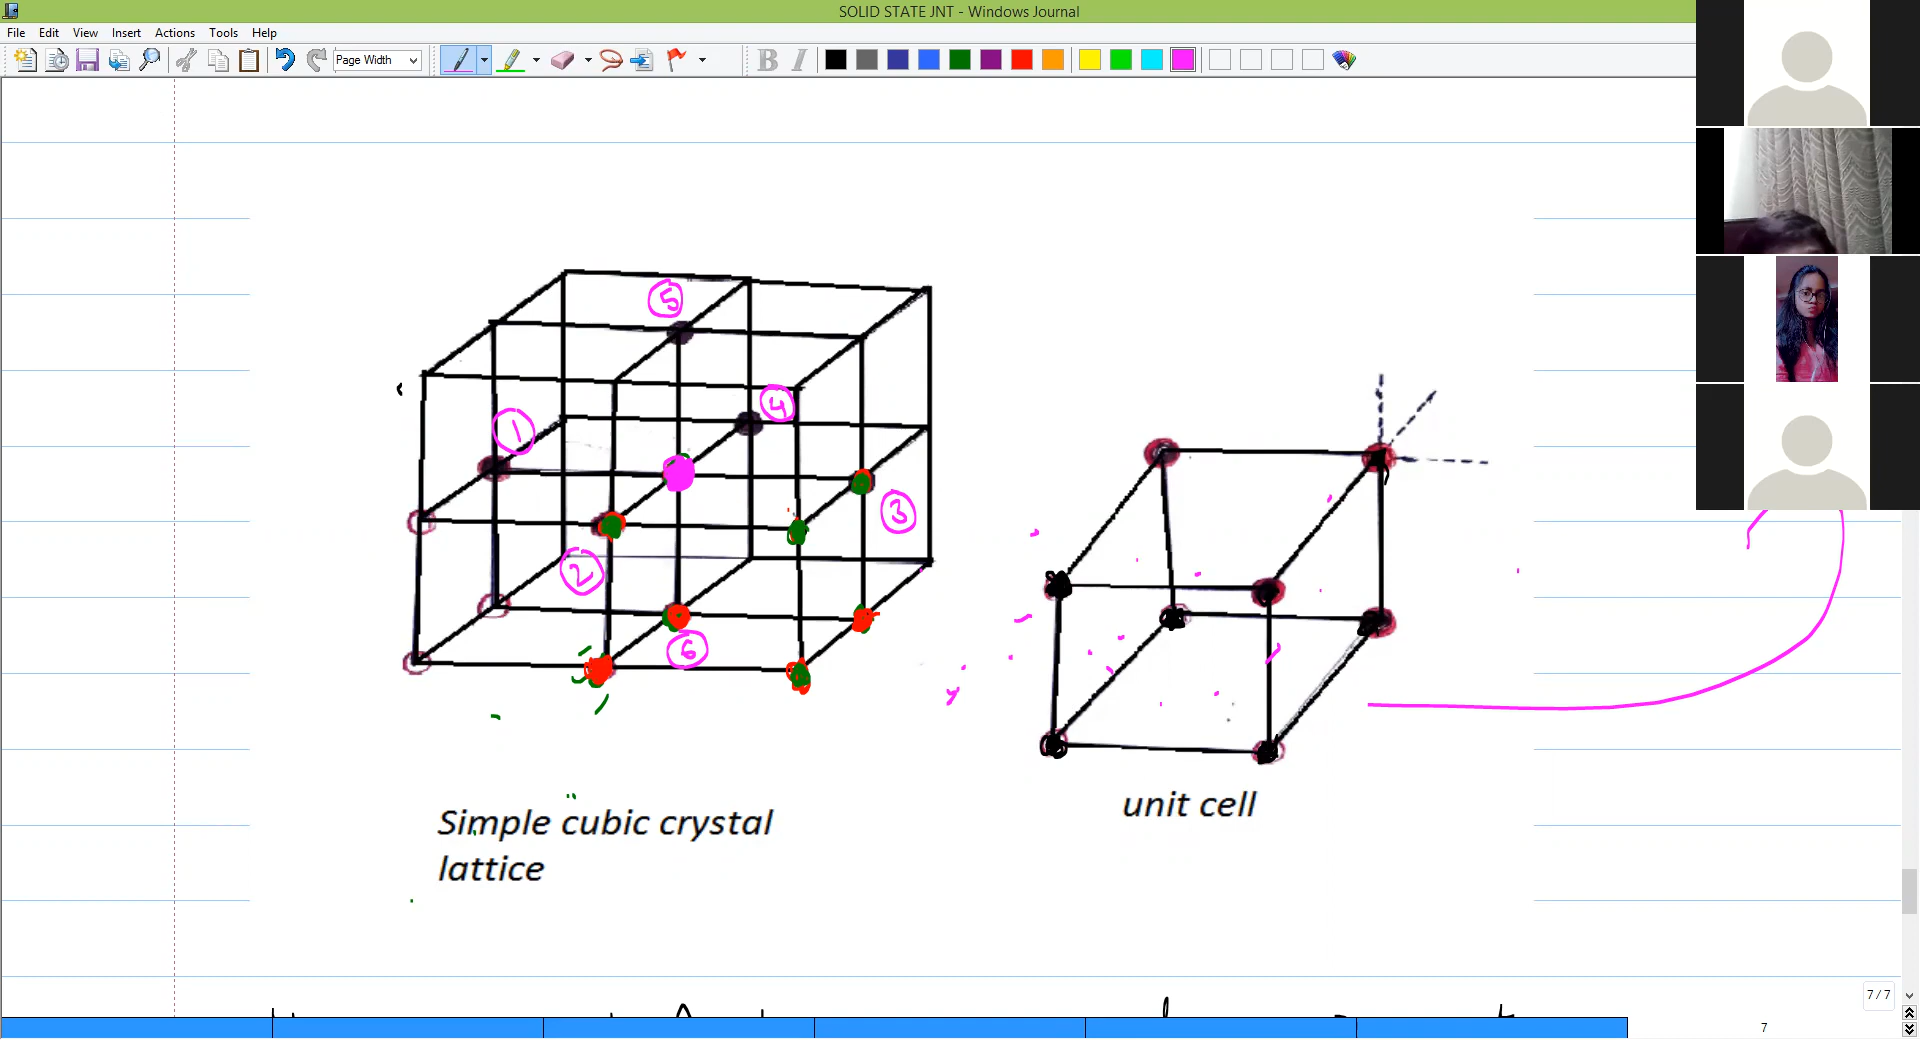 SOLID STATE JNT - Windows Journal
File Edit View Insert Actions Tools Help
Page Width
B I
5
1
4
3
2
6
Simple cubic crystal
lattice
unit cell
7 / 7
7